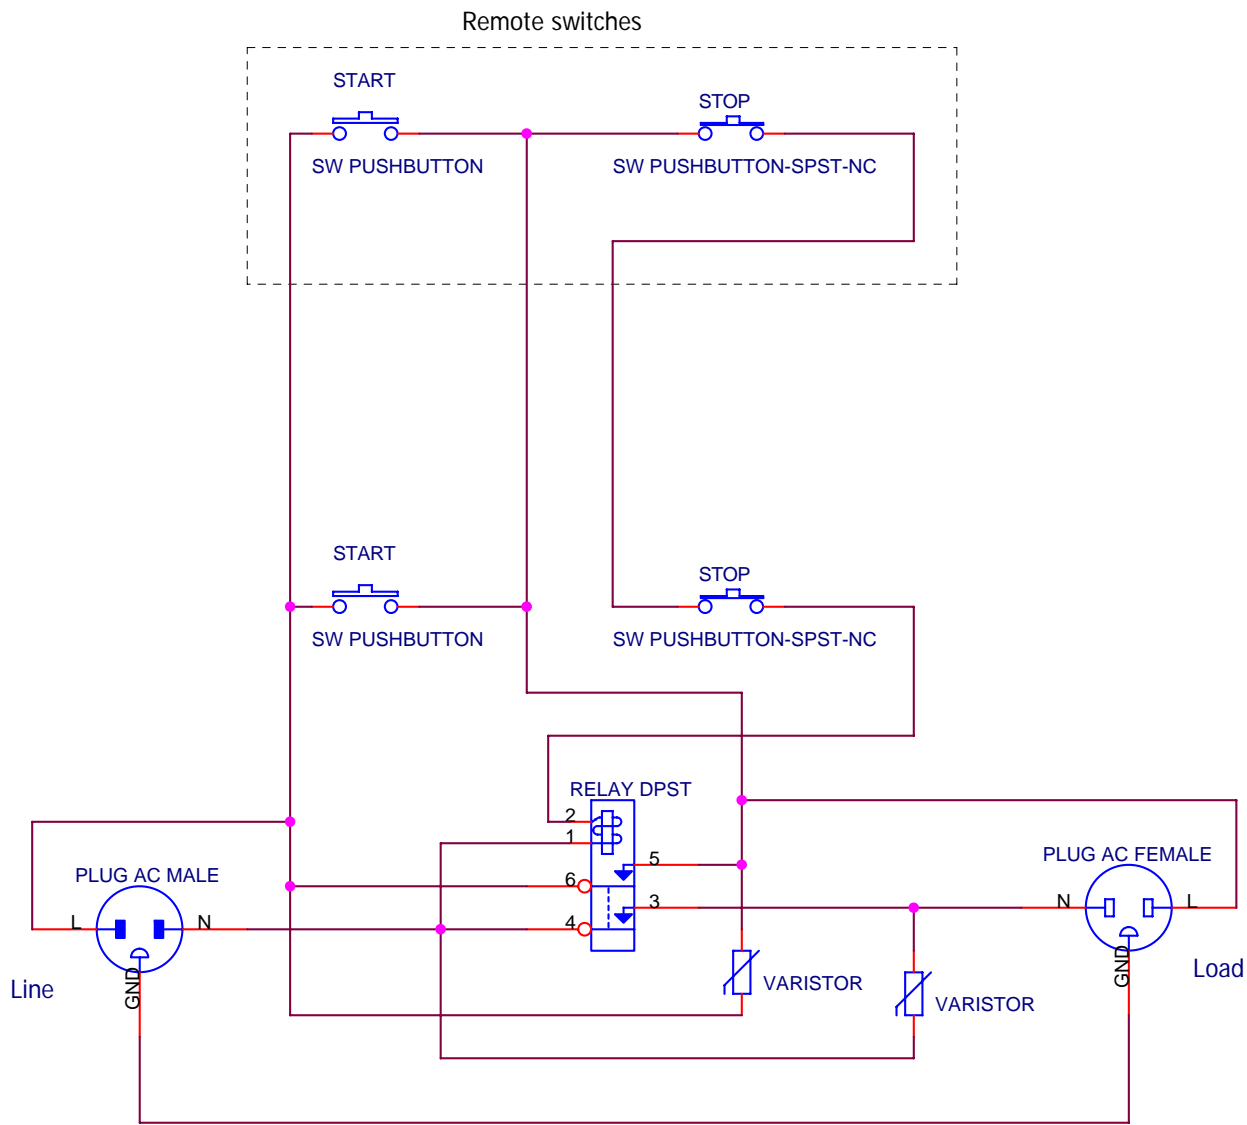 Remote switches
START
STOP
SW PUSHBUTTON
SW PUSHBUTTON-SPST-NC
START
STOP
SW PUSHBUTTON
SW PUSHBUTTON-SPST-NC
RELAY DPST
2
1
5
6
3
4
PLUG AC MALE
L
N
GND
Line
PLUG AC FEMALE
N
L
GND
Load
VARISTOR
VARISTOR